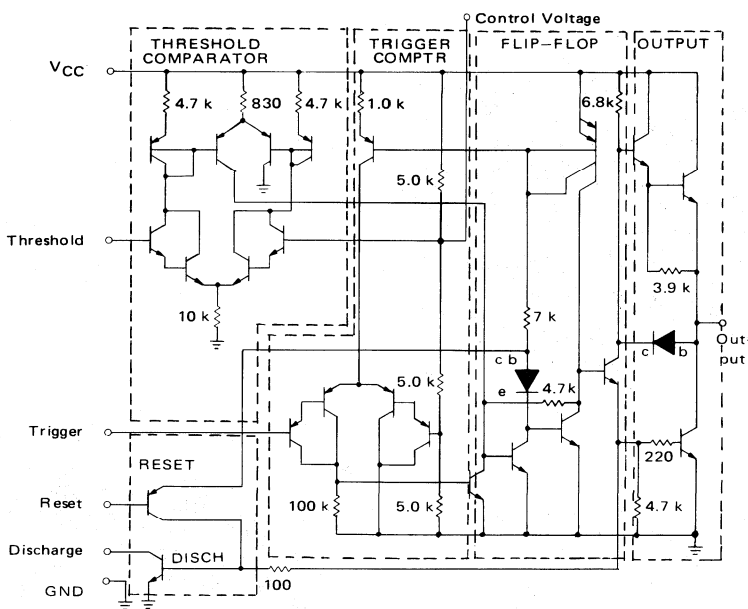 Control Voltage
THRESHOLD
COMPARATOR
TRIGGER
COMPTR
FLIP-FLOP
OUTPUT
VCC
4.7 k
830
4.7 k
1.0 k
6.8k
5.0 k
Threshold
3.9 k
10 k
7 k
Out-
put
c b
c
b
e
4.7 k
5.0 k
Trigger
220
RESET
Reset
100 k
5.0 k
4.7 k
Discharge
DISCH
GND
100